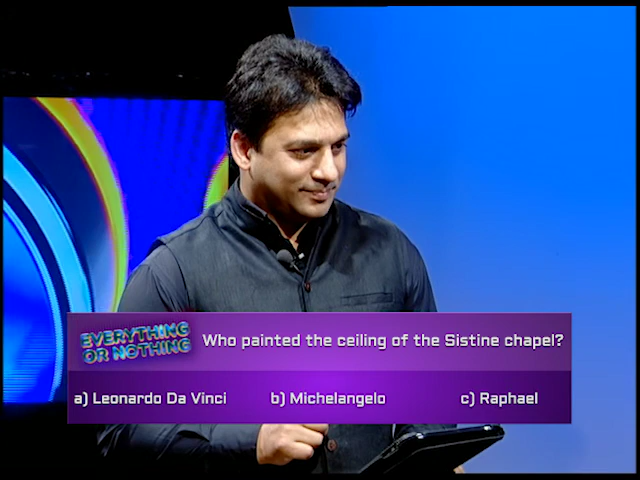 EVERYTHING
OR NOTHING
Who painted the ceiling of the Sistine chapel?
a) Leonardo Da Vinci b) Michelangelo c) Raphael